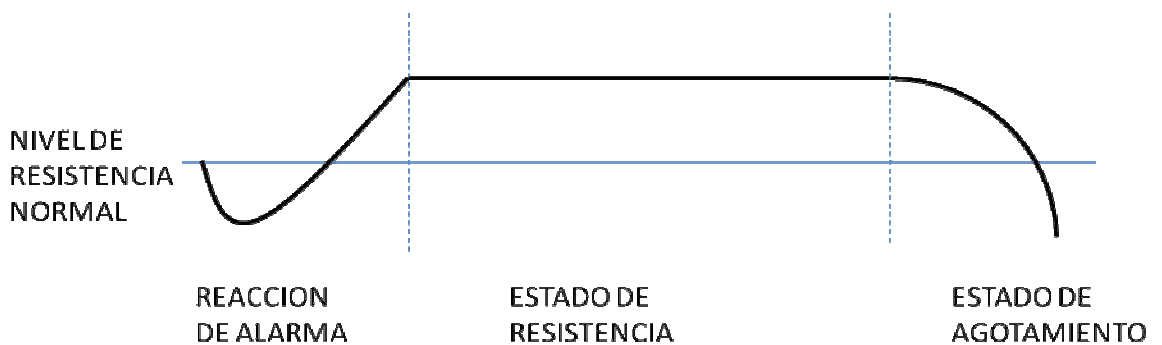 NIVEL DE
RESISTENCIA
NORMAL
REACCION
DE ALARMA
ESTADO DE
RESISTENCIA
ESTADO DE
AGOTAMIENTO